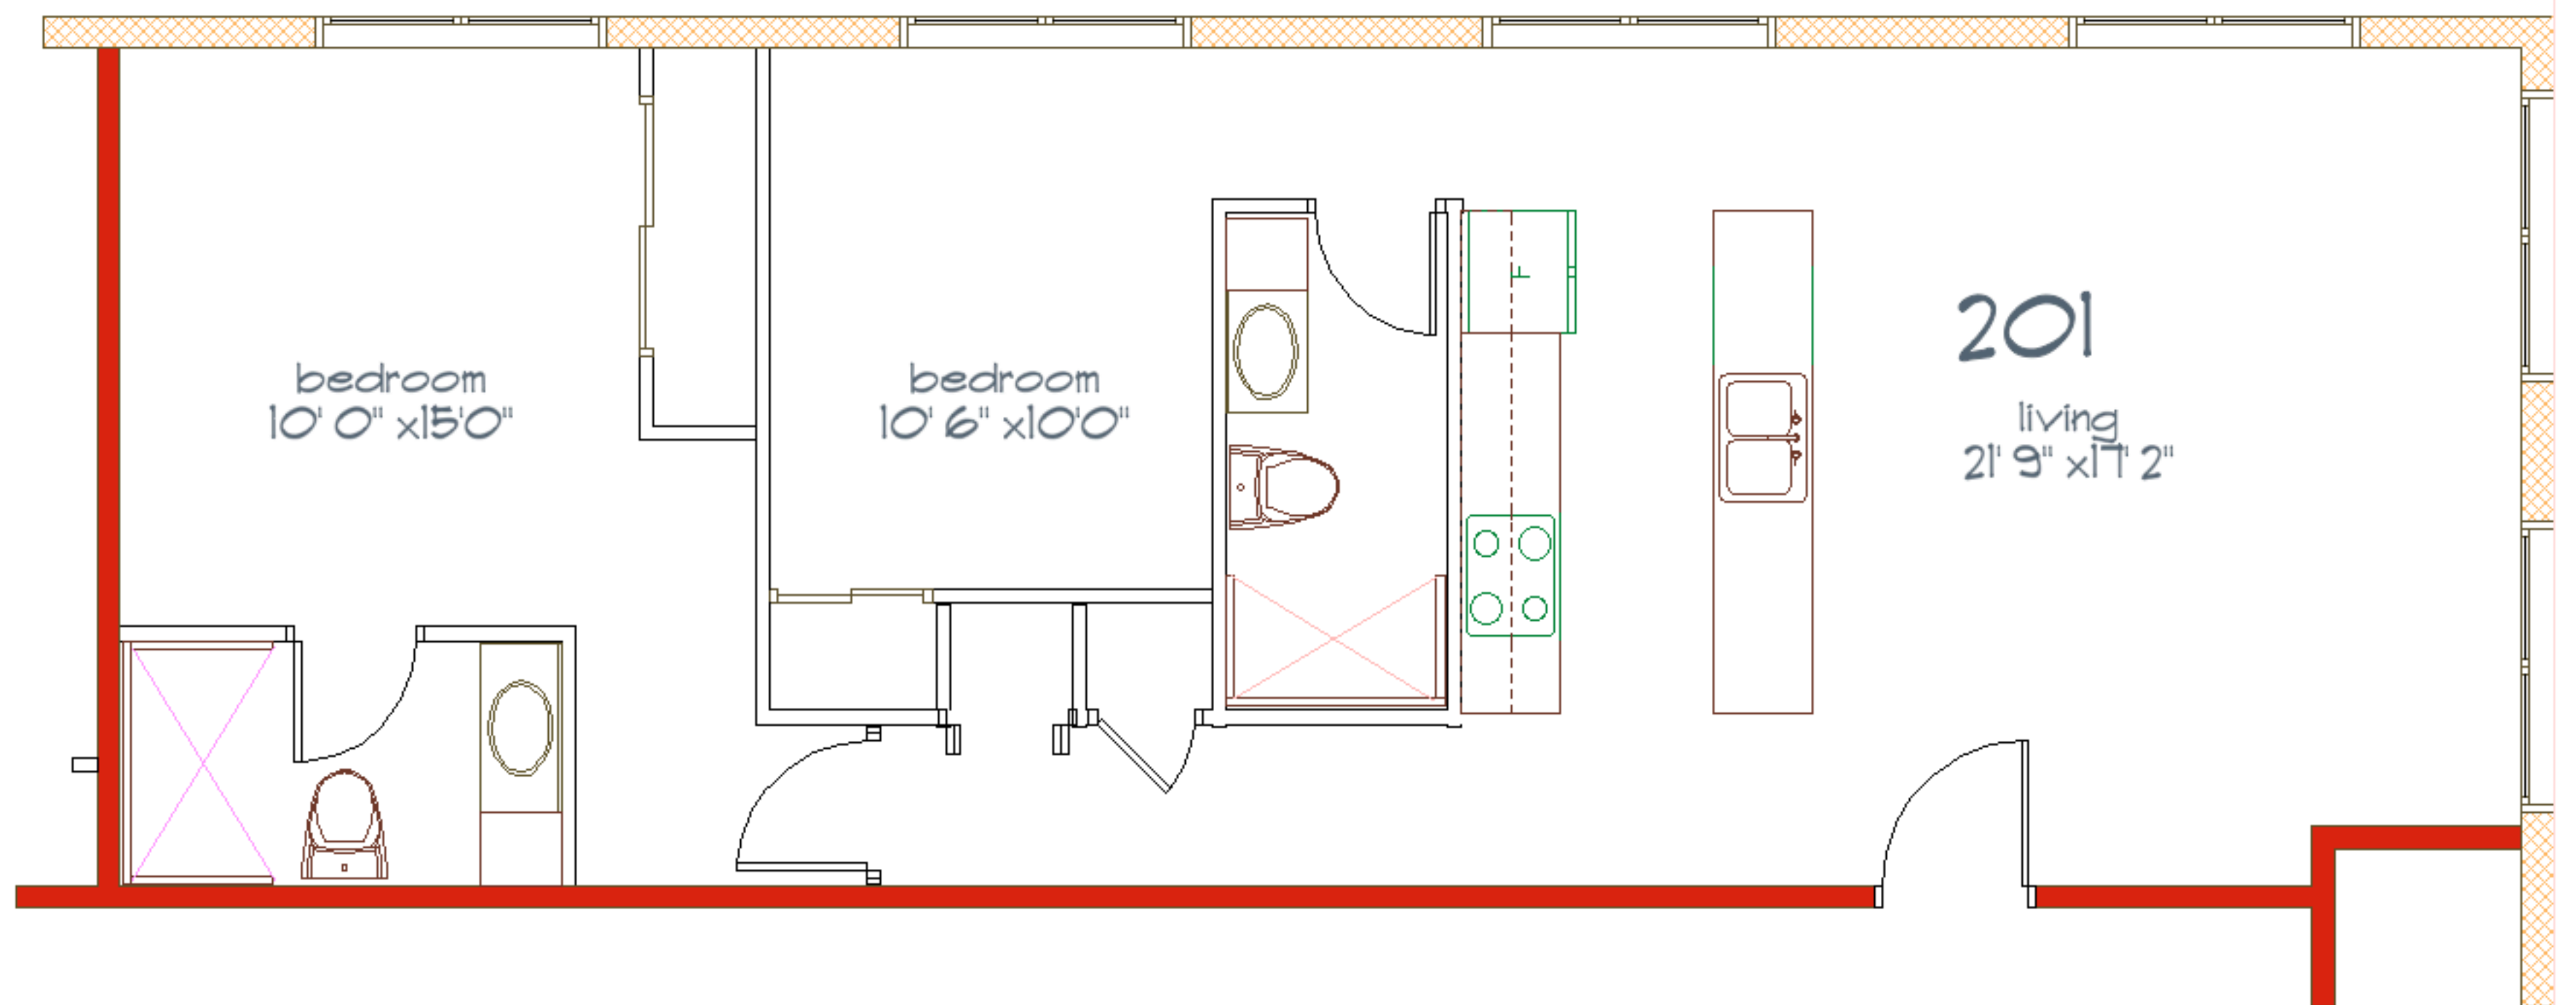 bedroom
10' 0" x15'0"
bedroom
10' 6" x10'0"
F
201
living
21' 9" x17' 2"